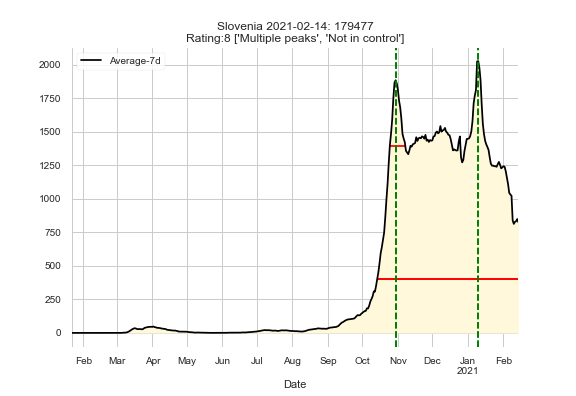 Slovenia 2021-02-14: 179477
Rating:8 ['Multiple peaks', 'Not in control']
Average-7d
2000
1750
1500
1250
1000
750
500
250
0
Feb Mar Apr May Jun Jul Aug Sep Oct Nov Dec Jan Feb
2021
Date